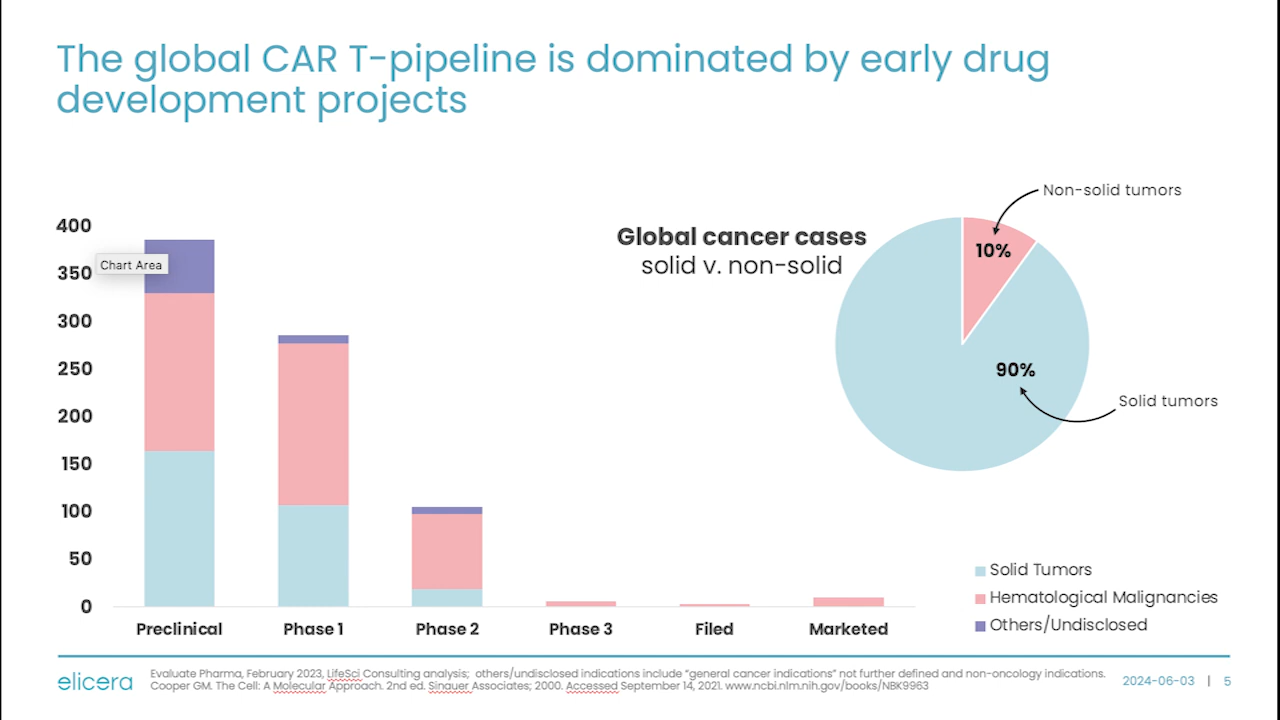 The global CAR T-pipeline is dominated by early drug
development projects
400
350
300
250
200
150
100
50
0
Chart Area
Preclinical
Phase 1
Phase 2
Phase 3
Filed
Marketed
Global cancer cases
solid v. non-solid
Non-solid tumors
10%
90%
Solid tumors
Solid Tumors
Hematological Malignancies
Others/Undisclosed
elicera
Evaluate Pharma, February 2023, LifeSci Consulting analysis;  others/undisclosed indications include “general cancer indications” not further defined and non-oncology indications.
Cooper GM. The Cell: A Molecular Approach. 2nd ed. Sinauer Associates; 2000. Accessed September 14, 2021. www.ncbi.nlm.nih.gov/books/NBK9963
2024-06-03 | 5